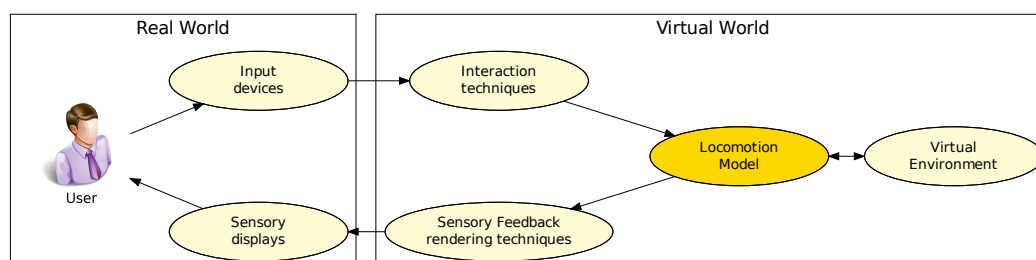 Real World
Virtual World
Input
devices
Interaction
techniques
Locomotion
Model
Virtual
Environment
User
Sensory
displays
Sensory Feedback
rendering techniques